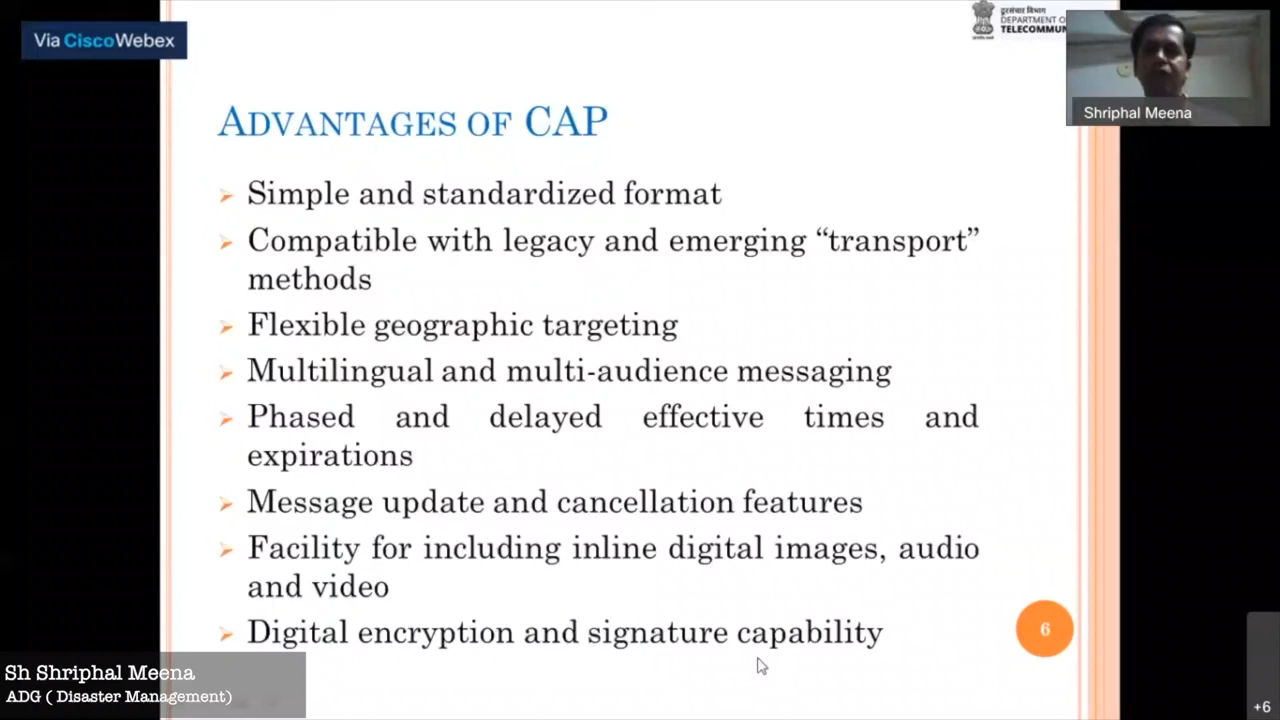 Via CiscoWebex
दूरसंचार विभाग
DEPARTMENT O
TELECOMMUN
Shriphal Meena
ADVANTAGES OF CAP
Simple and standardized format
Compatible with legacy and emerging “transport”
methods
Flexible geographic targeting
Multilingual and multi-audience messaging
Phased and delayed effective times and
expirations
Message update and cancellation features
Facility for including inline digital images, audio
and video
Digital encryption and signature capability
6
Sh Shriphal Meena
ADG ( Disaster Management)
+6